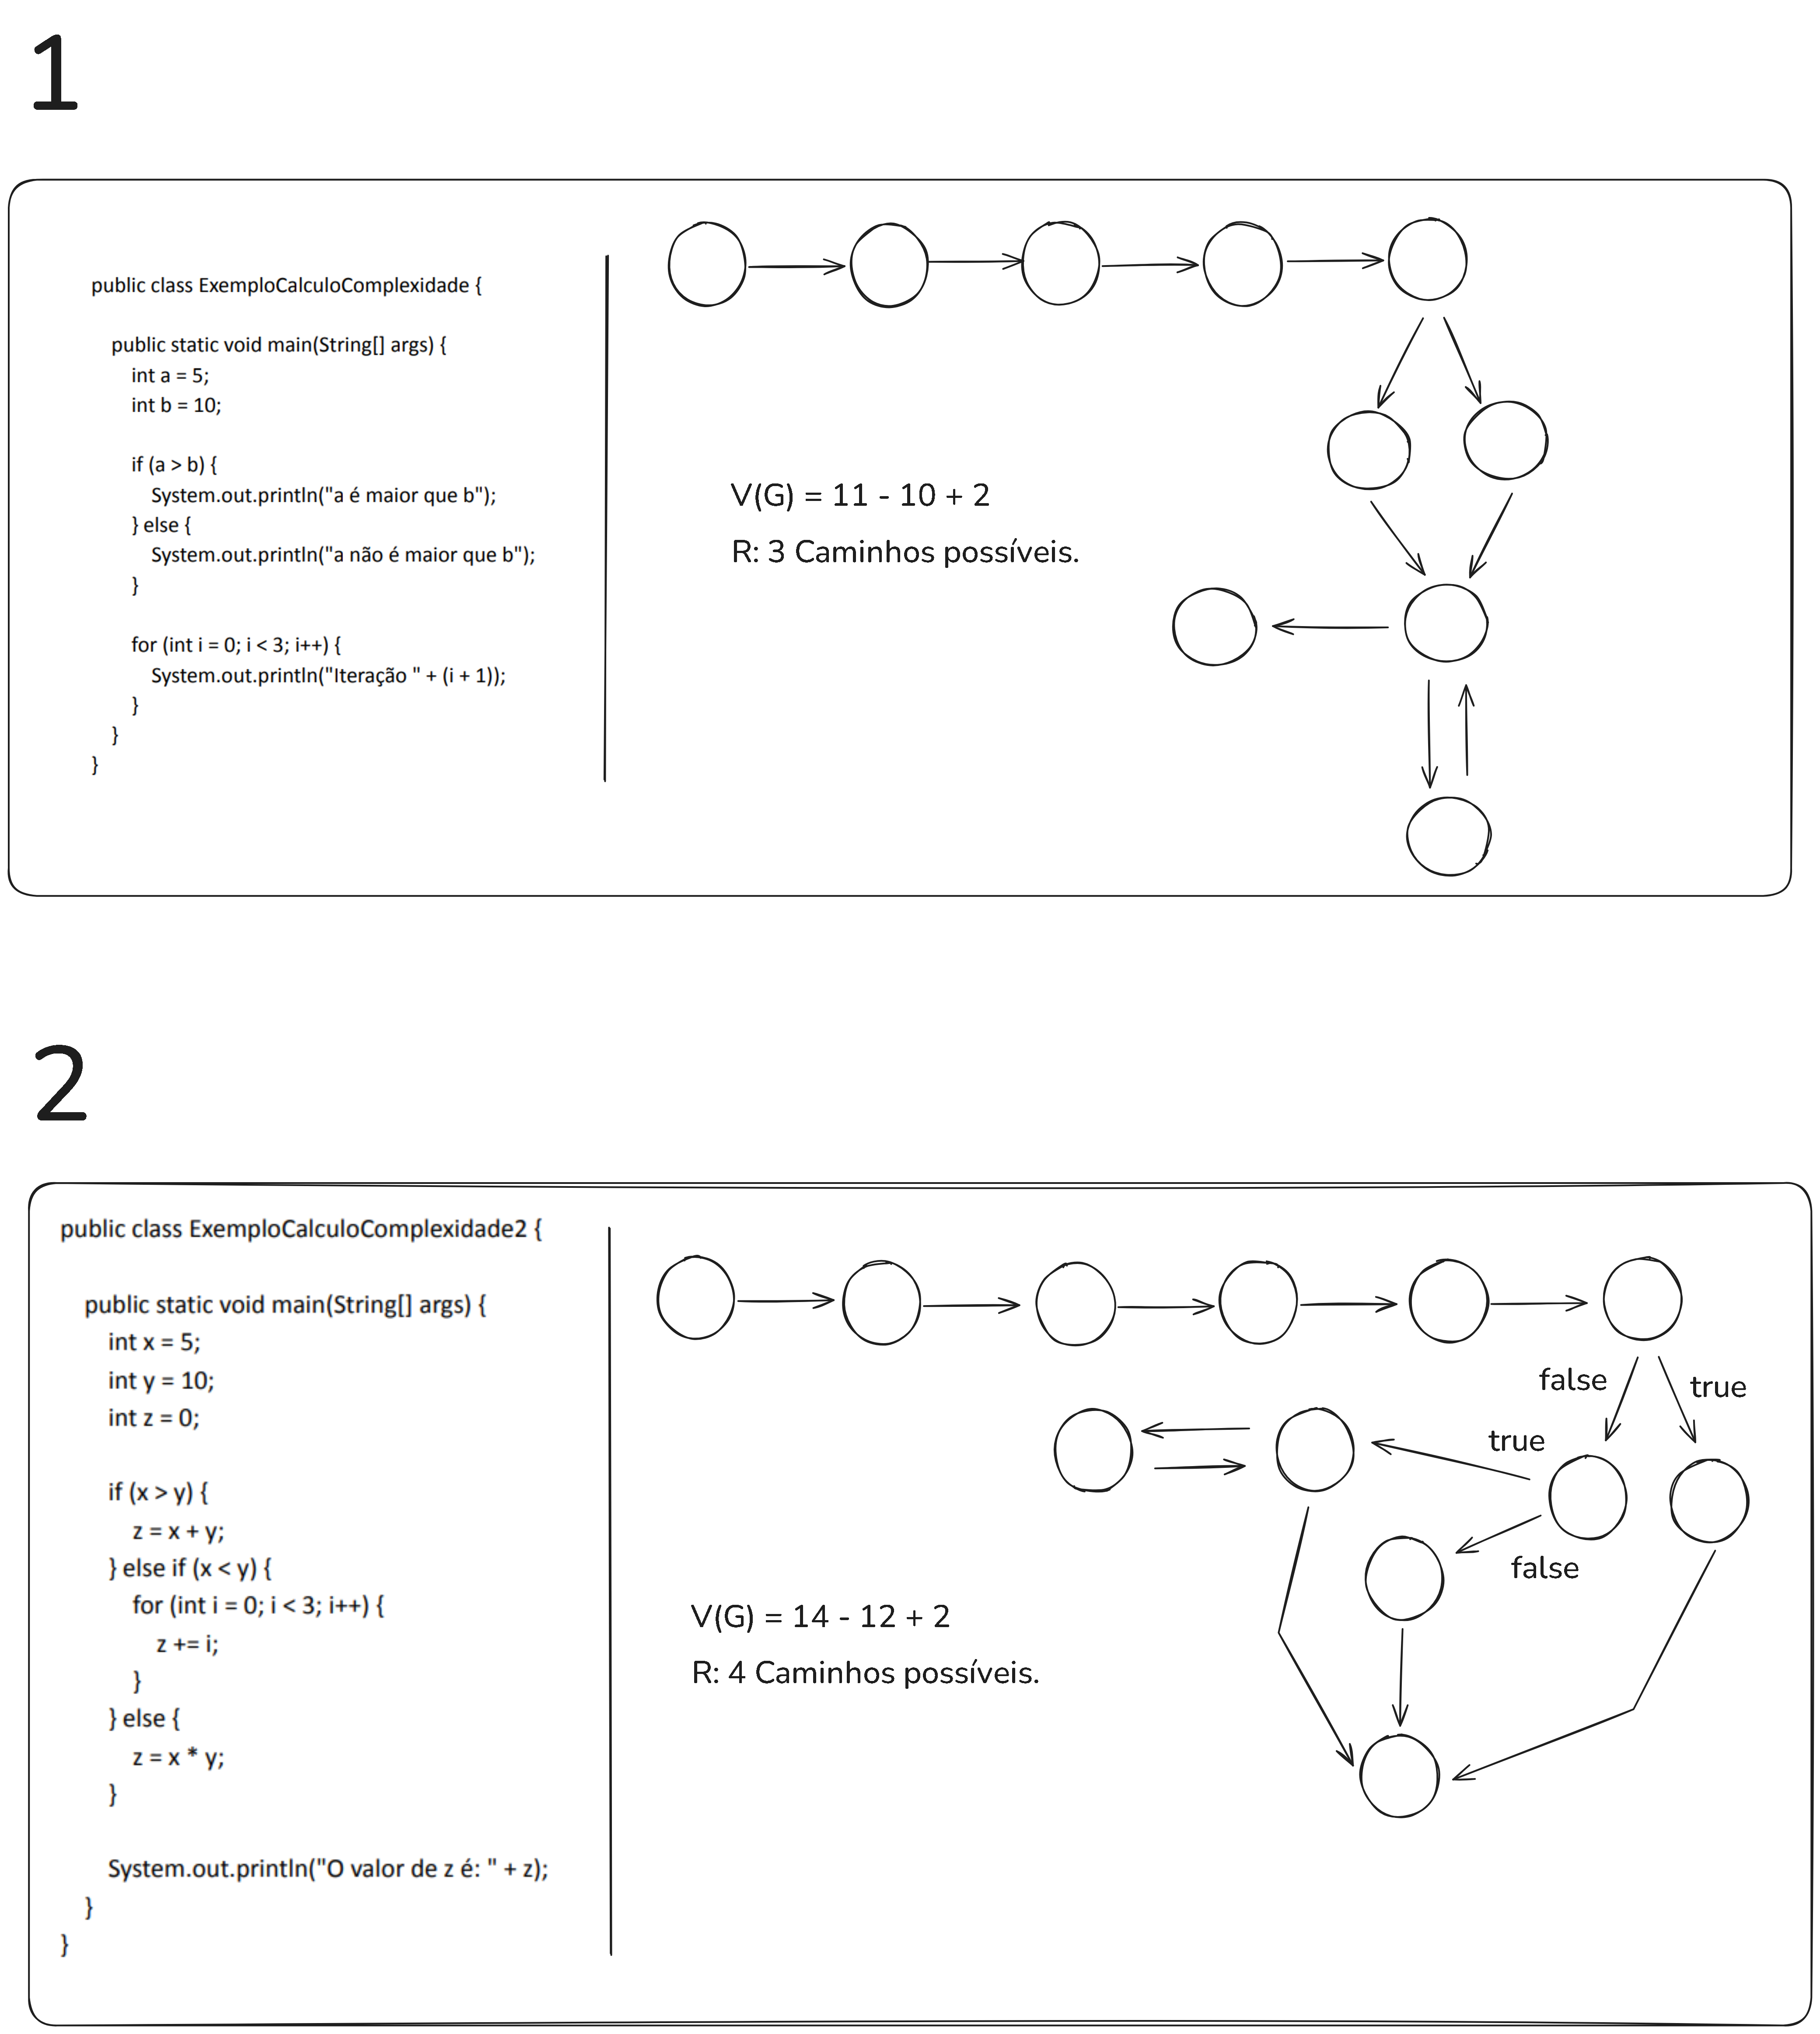 1
public class ExemploCalculoComplexidade {
public static void main(String[] args) {
int a = 5;
int b = 10;
if (a > b) {
System.out.println("a é maior que b");
} else {
System.out.println("a não é maior que b");
}
for (int i = 0; i < 3; i++) {
System.out.println("Iteração " + (i + 1));
}
}
}
V(G) = 11 - 10 + 2
R: 3 Caminhos possíveis.
2
public class ExemploCalculoComplexidade2 {
public static void main(String[] args) {
int x = 5;
int y = 10;
int z = 0;
if (x > y) {
z = x + y;
} else if (x < y) {
for (int i = 0; i < 3; i++) {
z += i;
}
} else {
z = x * y;
}
System.out.println("O valor de z é: " + z);
}
}
false
true
true
false
V(G) = 14 - 12 + 2
R: 4 Caminhos possíveis.